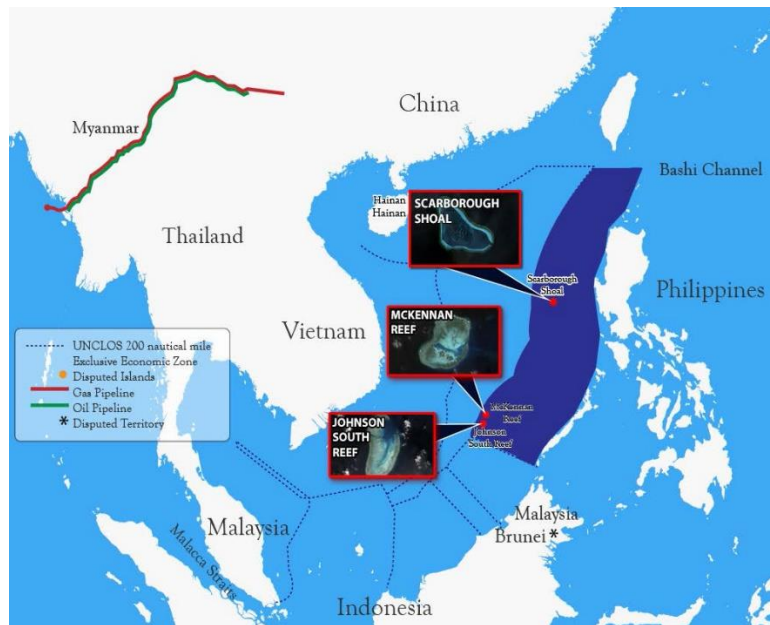 China
Myanmar
Bashi Channel
Hainan
Hainan
SCARBOROUGH
SHOAL
Thailand
Scarborough
Shoal
Philippines
MCKENNAN
REEF
Vietnam
UNCLOS 200 nautical mile
Exclusive Economic Zone
Disputed Islands
Gas Pipeline
Oil Pipeline
* Disputed Territory
McKennan
Reef
JOHNSON
SOUTH
REEF
Johnson
South Reef
Malaysia
Malaysia
Brunei *
Malacca Straits
Indonesia